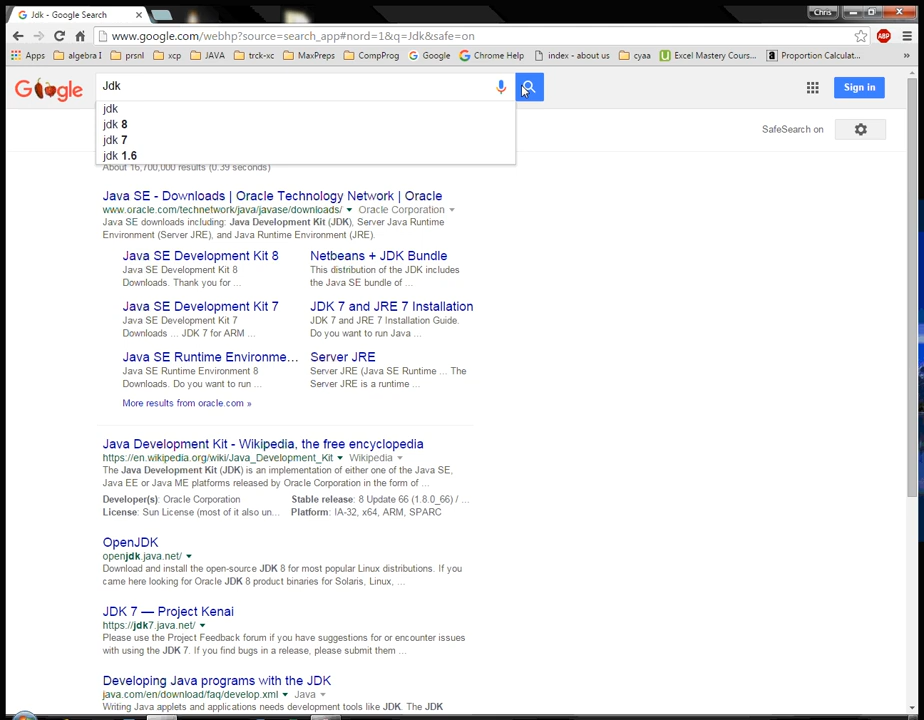 Jdk - Google Search
Chris
www.google.com/webhp?source=search_app#nord=1&q=Jdk&safe=on
ABP
Apps algebra I prsnl xcp JAVA trck-xc MaxPreps CompProg Google Chrome Help index - about us cyaa Excel Mastery Cours... Proportion Calculat... »
Google
Jdk
Sign in
jdk
jdk 8
jdk 7
jdk 1.6
SafeSearch on
About 16,700,000 results (0.39 seconds)
Java SE - Downloads | Oracle Technology Network | Oracle
www.oracle.com/technetwork/java/javase/downloads/ Oracle Corporation
Java SE downloads including: Java Development Kit (JDK), Server Java Runtime
Environment (Server JRE), and Java Runtime Environment (JRE).
Java SE Development Kit 8
Java SE Development Kit 8
Downloads. Thank you for ...
Netbeans + JDK Bundle
This distribution of the JDK includes
the Java SE bundle of ...
Java SE Development Kit 7
Java SE Development Kit 7
Downloads ... JDK 7 for ARM ...
JDK 7 and JRE 7 Installation
JDK 7 and JRE 7 Installation Guide.
Do you want to run Java ...
Java SE Runtime Environme...
Java SE Runtime Environment 8
Downloads. Do you want to run ...
Server JRE
Server JRE (Java SE Runtime ... The
Server JRE is a runtime ...
More results from oracle.com »
Java Development Kit - Wikipedia, the free encyclopedia
https://en.wikipedia.org/wiki/Java_Development_Kit Wikipedia
The Java Development Kit (JDK) is an implementation of either one of the Java SE,
Java EE or Java ME platforms released by Oracle Corporation in the form of ...
Developer(s): Oracle Corporation Stable release: 8 Update 66 (1.8.0_66) / ...
License: Sun License (most of it also un... Platform: IA-32, x64, ARM, SPARC
OpenJDK
openjdk.java.net/
Download and install the open-source JDK 8 for most popular Linux distributions. If you
came here looking for Oracle JDK 8 product binaries for Solaris, Linux, ...
JDK 7 — Project Kenai
https://jdk7.java.net/
Please use the Project Feedback forum if you have suggestions for or encounter issues
with using the JDK 7. If you find bugs in a release, please submit them ...
Developing Java programs with the JDK
java.com/en/download/faq/develop.xml Java
Writing Java applets and applications needs development tools like JDK. The JDK